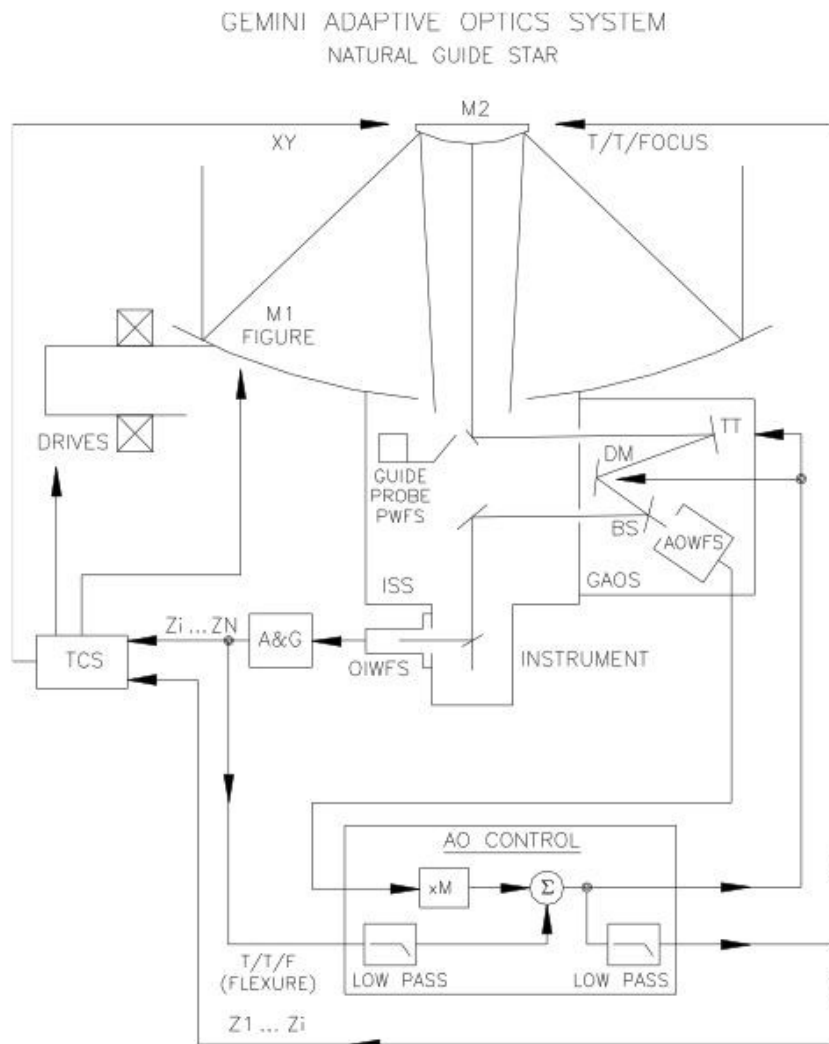 GEMINI ADAPTIVE OPTICS SYSTEM
NATURAL GUIDE STAR
M2
XY
T/T/FOCUS
M1
FIGURE
DRIVES
TT
DM
GUIDE
PROBE
PWFS
BS
AOWFS
ISS
GAOS
Zi ... ZN
A&G
TCS
OIWFS
INSTRUMENT
AO CONTROL
xM
Σ
T/T/F
(FLEXURE)
LOW PASS
LOW PASS
Z1 ... Zi